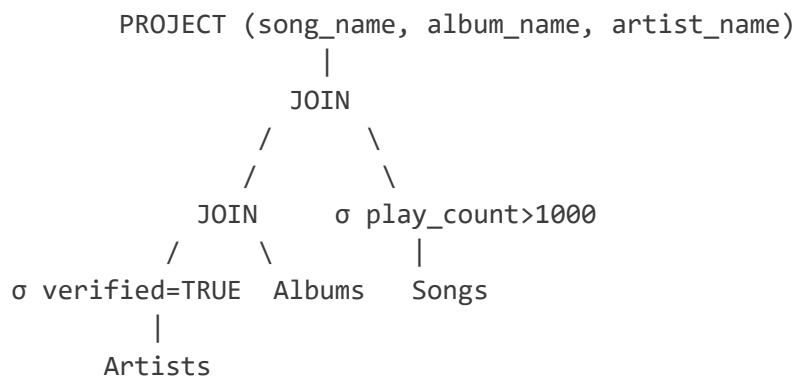 PROJECT (song_name, album_name, artist_name)
|
JOIN
/ \
/ \
JOIN σ play_count>1000
/ \ |
σ verified=TRUE Albums Songs
|
Artists